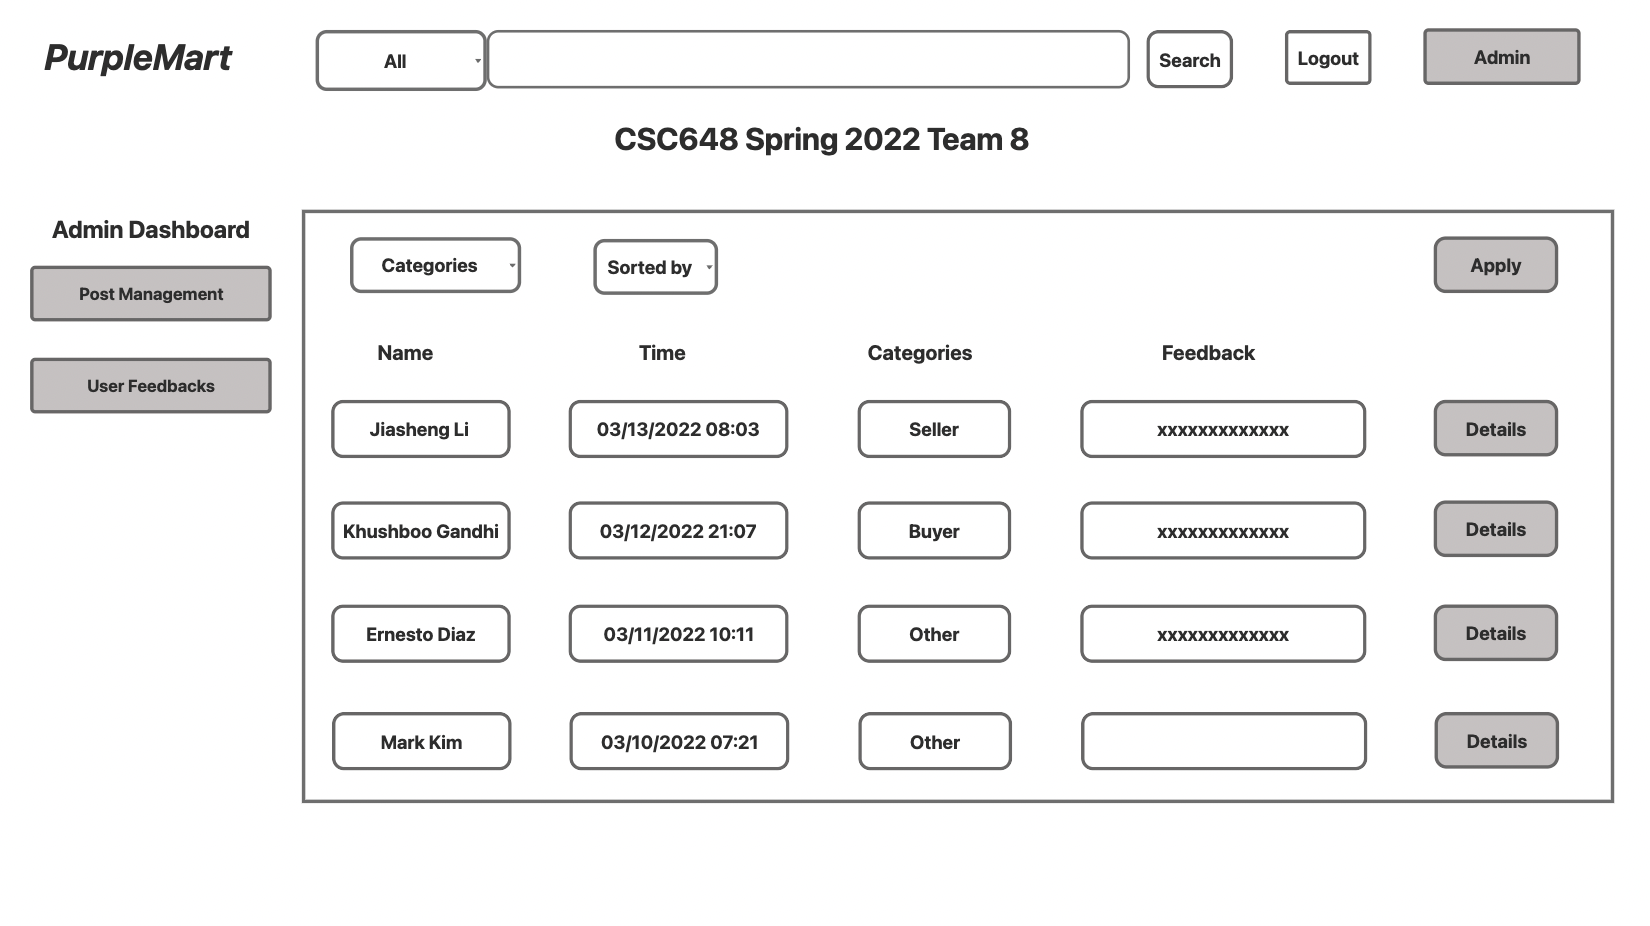 PurpleMart
All
Search
Logout
Admin
CSC648 Spring 2022 Team 8
Admin Dashboard
Post Management
User Feedbacks
Categories
Sorted by
Apply
Name Time Categories Feedback
Jiasheng Li 03/13/2022 08:03 Seller xxxxxxxxxxxxx Details
Khushboo Gandhi 03/12/2022 21:07 Buyer xxxxxxxxxxxxx Details
Ernesto Diaz 03/11/2022 10:11 Other xxxxxxxxxxxxx Details
Mark Kim 03/10/2022 07:21 Other Details